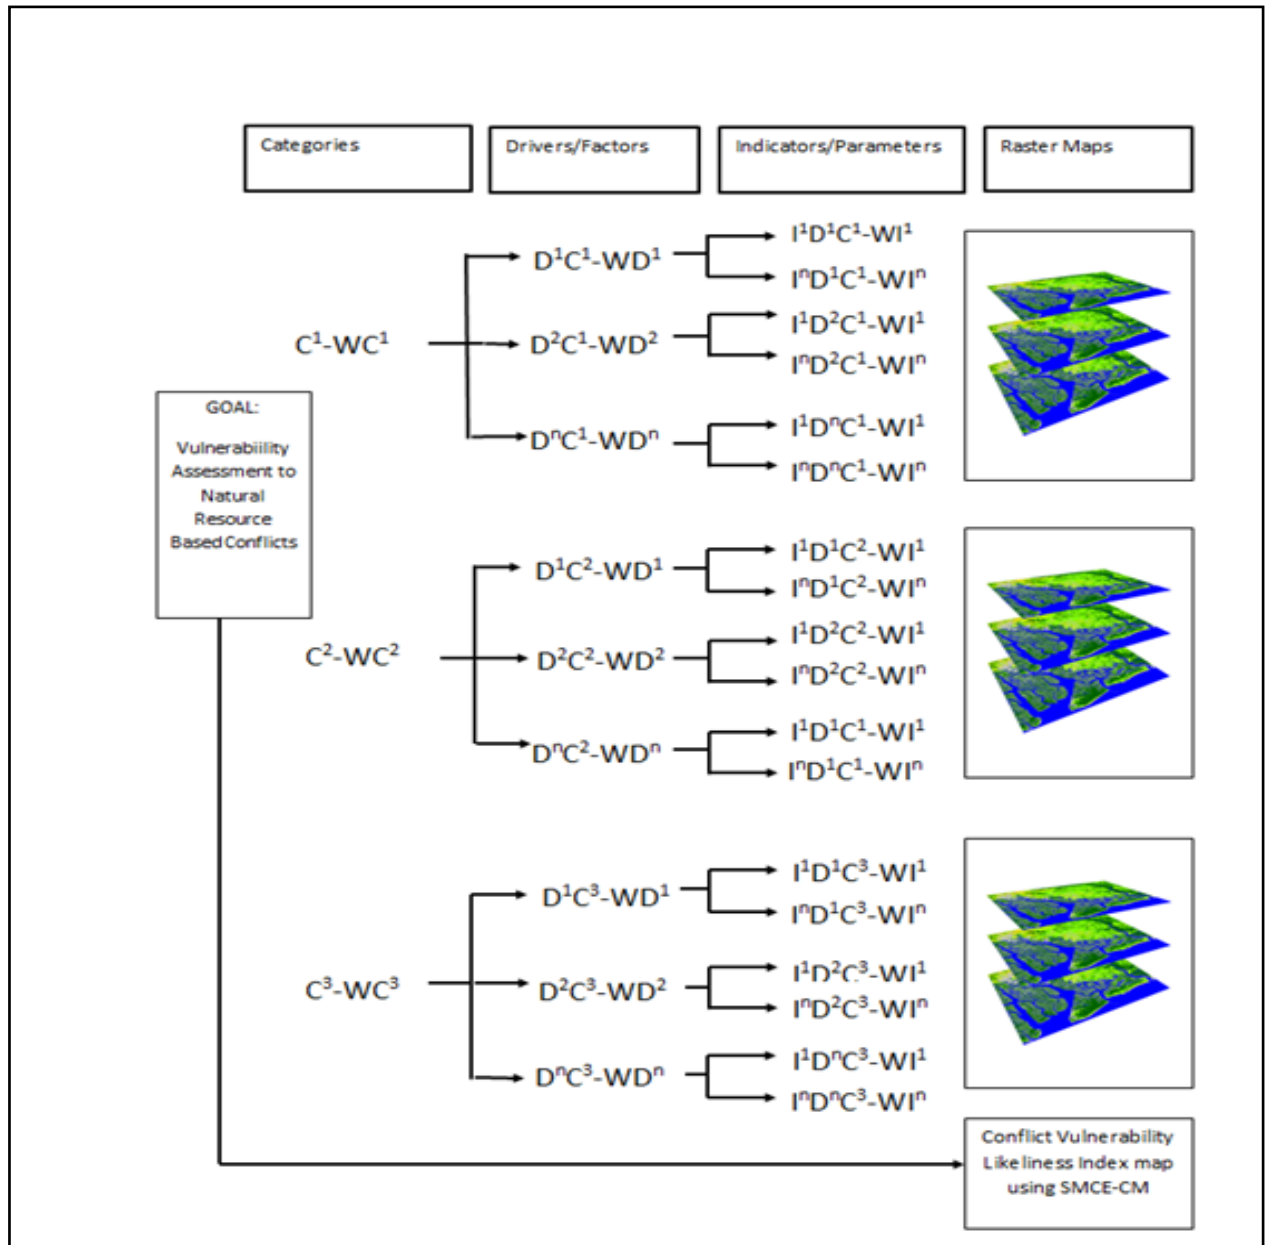 Categories
Drivers/Factors
Indicators/Parameters
Raster Maps
GOAL:
Vulnerabiility
Assessment to
Natural
Resource
Based Conflicts
C¹-WC¹
D¹C¹-WD¹
I¹D¹C¹-WI¹
IⁿD¹C¹-WIⁿ
D²C¹-WD²
I¹D²C¹-WI¹
IⁿD²C¹-WIⁿ
DⁿC¹-WDⁿ
I¹DⁿC¹-WI¹
IⁿDⁿC¹-WIⁿ
C²-WC²
D¹C²-WD¹
I¹D¹C²-WI¹
IⁿD¹C²-WIⁿ
D²C²-WD²
I¹D²C²-WI¹
IⁿD²C²-WIⁿ
DⁿC²-WDⁿ
I¹D¹C¹-WI¹
IⁿD¹C¹-WIⁿ
C³-WC³
D¹C³-WD¹
I¹D¹C³-WI¹
IⁿD¹C³-WIⁿ
D²C³-WD²
I¹D²C³-WI¹
IⁿD²C³-WIⁿ
DⁿC³-WDⁿ
I¹DⁿC³-WI¹
IⁿDⁿC³-WIⁿ
Conflict Vulnerability
Likeliness Index map
using SMCE-CM